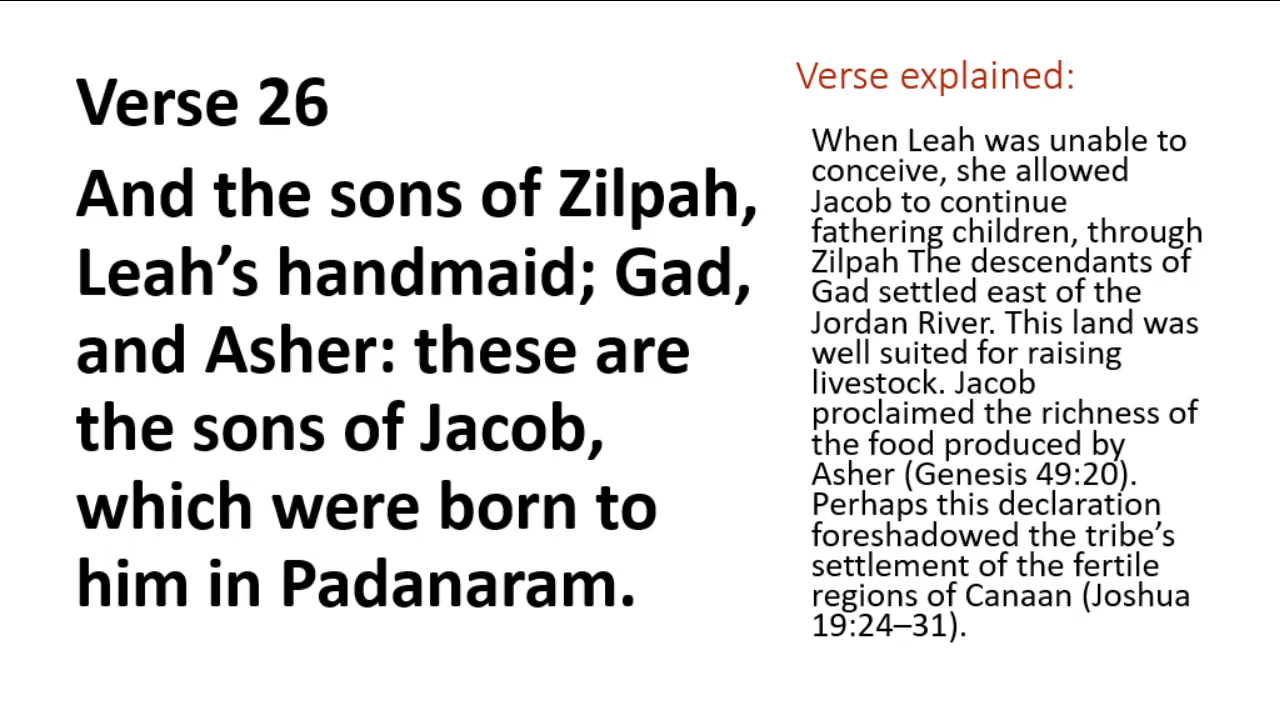 Verse 26
And the sons of Zilpah,
Leah’s handmaid; Gad,
and Asher: these are
the sons of Jacob,
which were born to
him in Padanaram.
Verse explained:
When Leah was unable to
conceive, she allowed
Jacob to continue
fathering children, through
Zilpah The descendants of
Gad settled east of the
Jordan River. This land was
well suited for raising
livestock. Jacob
proclaimed the richness of
the food produced by
Asher (Genesis 49:20).
Perhaps this declaration
foreshadowed the tribe’s
settlement of the fertile
regions of Canaan (Joshua
19:24–31).